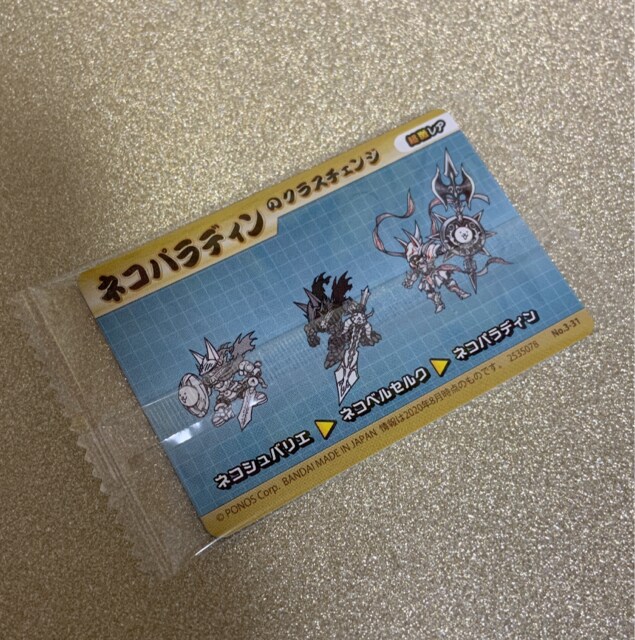 ネコパラディンのクラスチェンジ
超激レア
ネコシュバリエ▶ネコベルセルク▶ネコパラディン
© PONOS Corp. BANDAI MADE IN JAPAN 情報は2020年8月時点のものです。 2535078 No.3-31